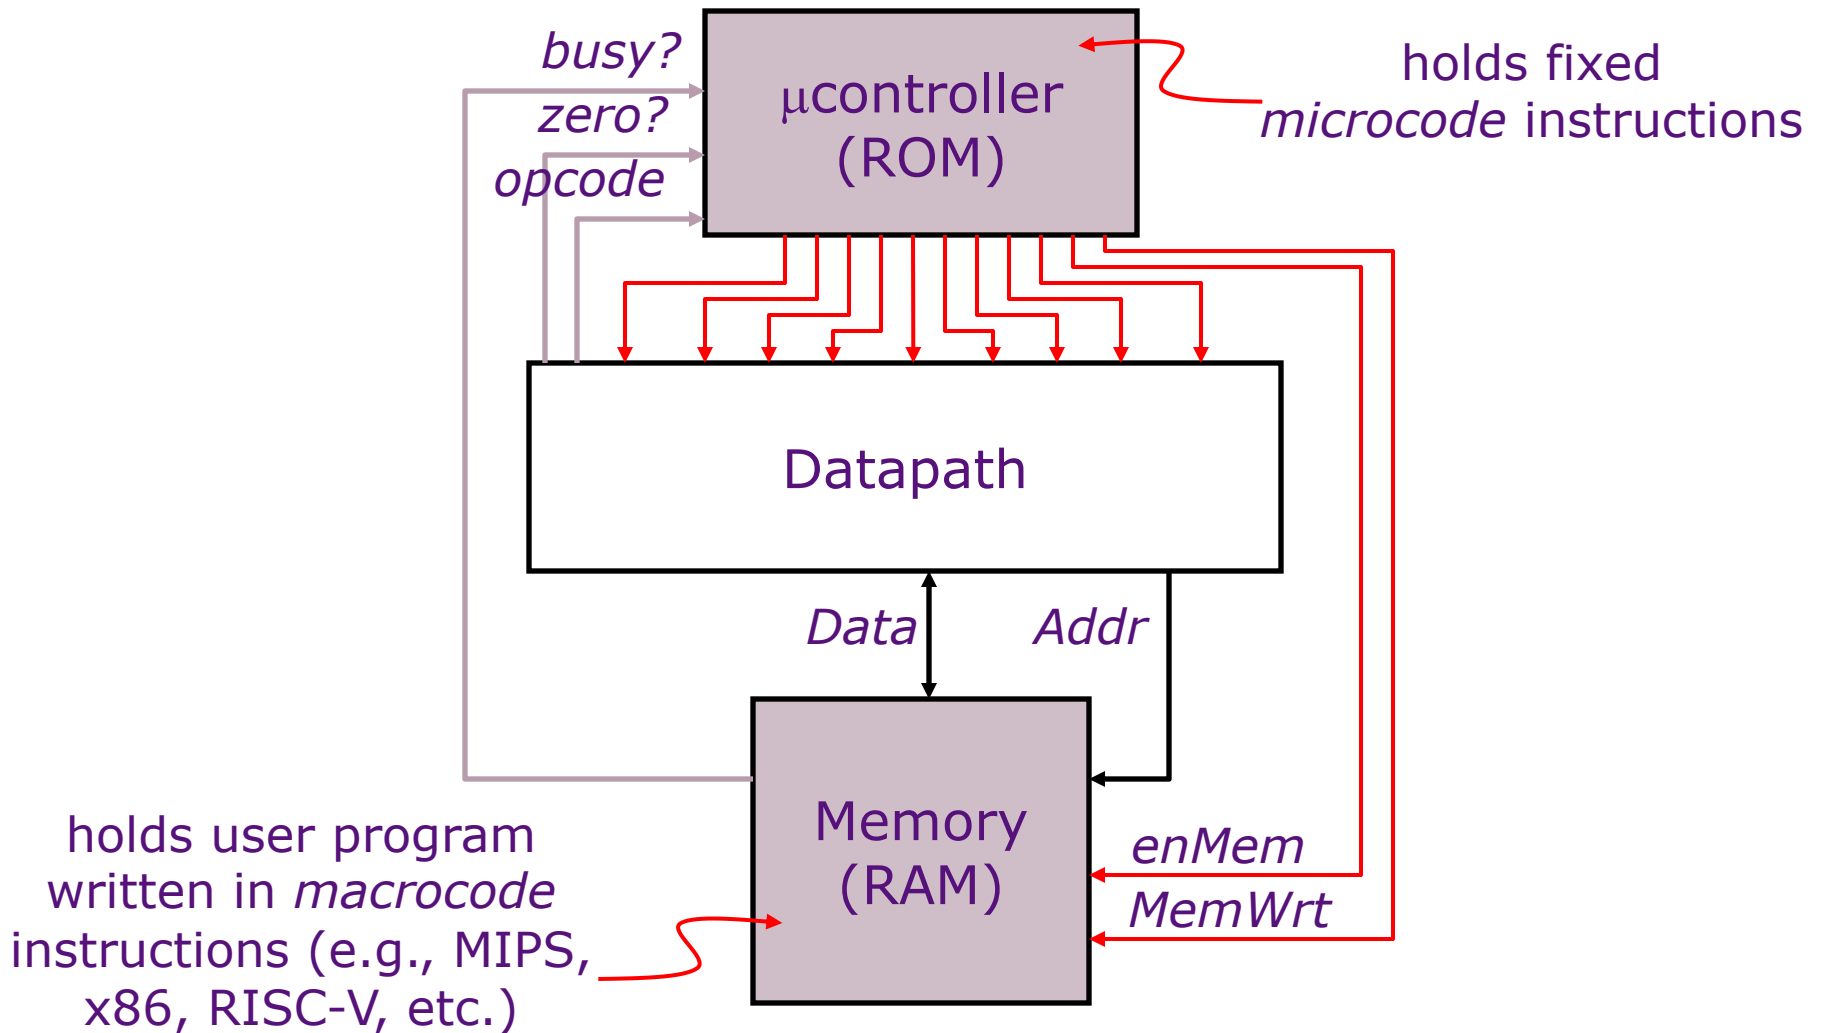 busy?
zero?
opcode
μcontroller
(ROM)
holds fixed
microcode instructions
Datapath
Data
Addr
Memory
(RAM)
enMem
MemWrt
holds user program
written in macrocode
instructions (e.g., MIPS,
x86, RISC-V, etc.)